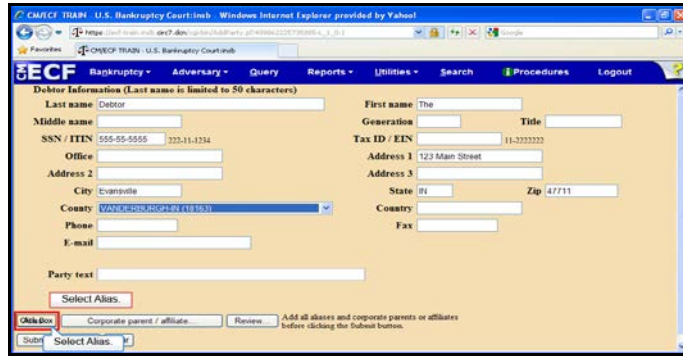 CM/ECF TRAIN - U.S. Bankruptcy Court:insb - Windows Internet Explorer provided by Yahoo!
Google
Favorites CM/ECF TRAIN - U.S. Bankruptcy Court:insb
ECF Bankruptcy Adversary Query Reports Utilities Search Procedures Logout ?
Debtor Information (Last name is limited to 50 characters)
Last name Debtor First name The
Middle name Generation Title
SSN / ITIN 555-55-5555 222-11-1234 Tax ID / EIN 11-2222222
Office Address 1 123 Main Street
Address 2 Address 3
City Evansville State IN Zip 47711
County VANDERBURGH-IN (18163) Country
Phone Fax
E-mail
Party text
Select Alias.
Click Box Corporate parent / affiliate... Review... Add all aliases and corporate parents or affiliates
before clicking the Submit button.
Select Alias.